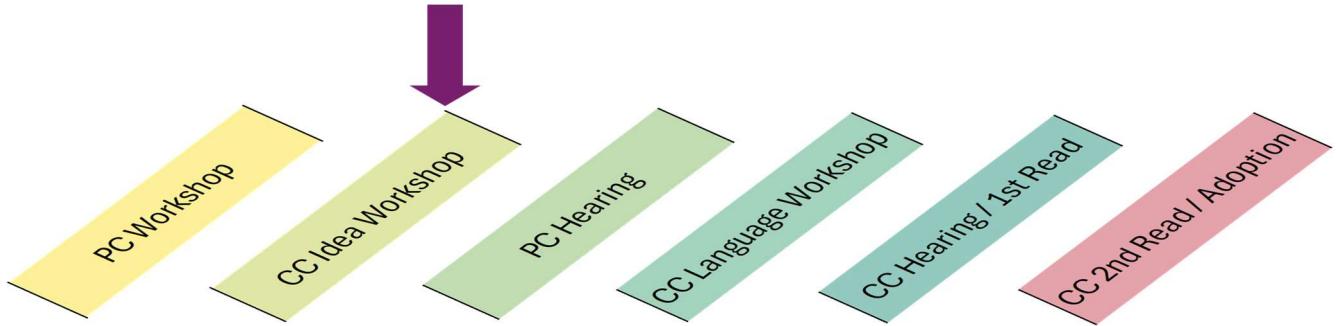 PC Workshop
CC Idea Workshop
PC Hearing
CC Language Workshop
CC Hearing / 1st Read
CC 2nd Read / Adoption